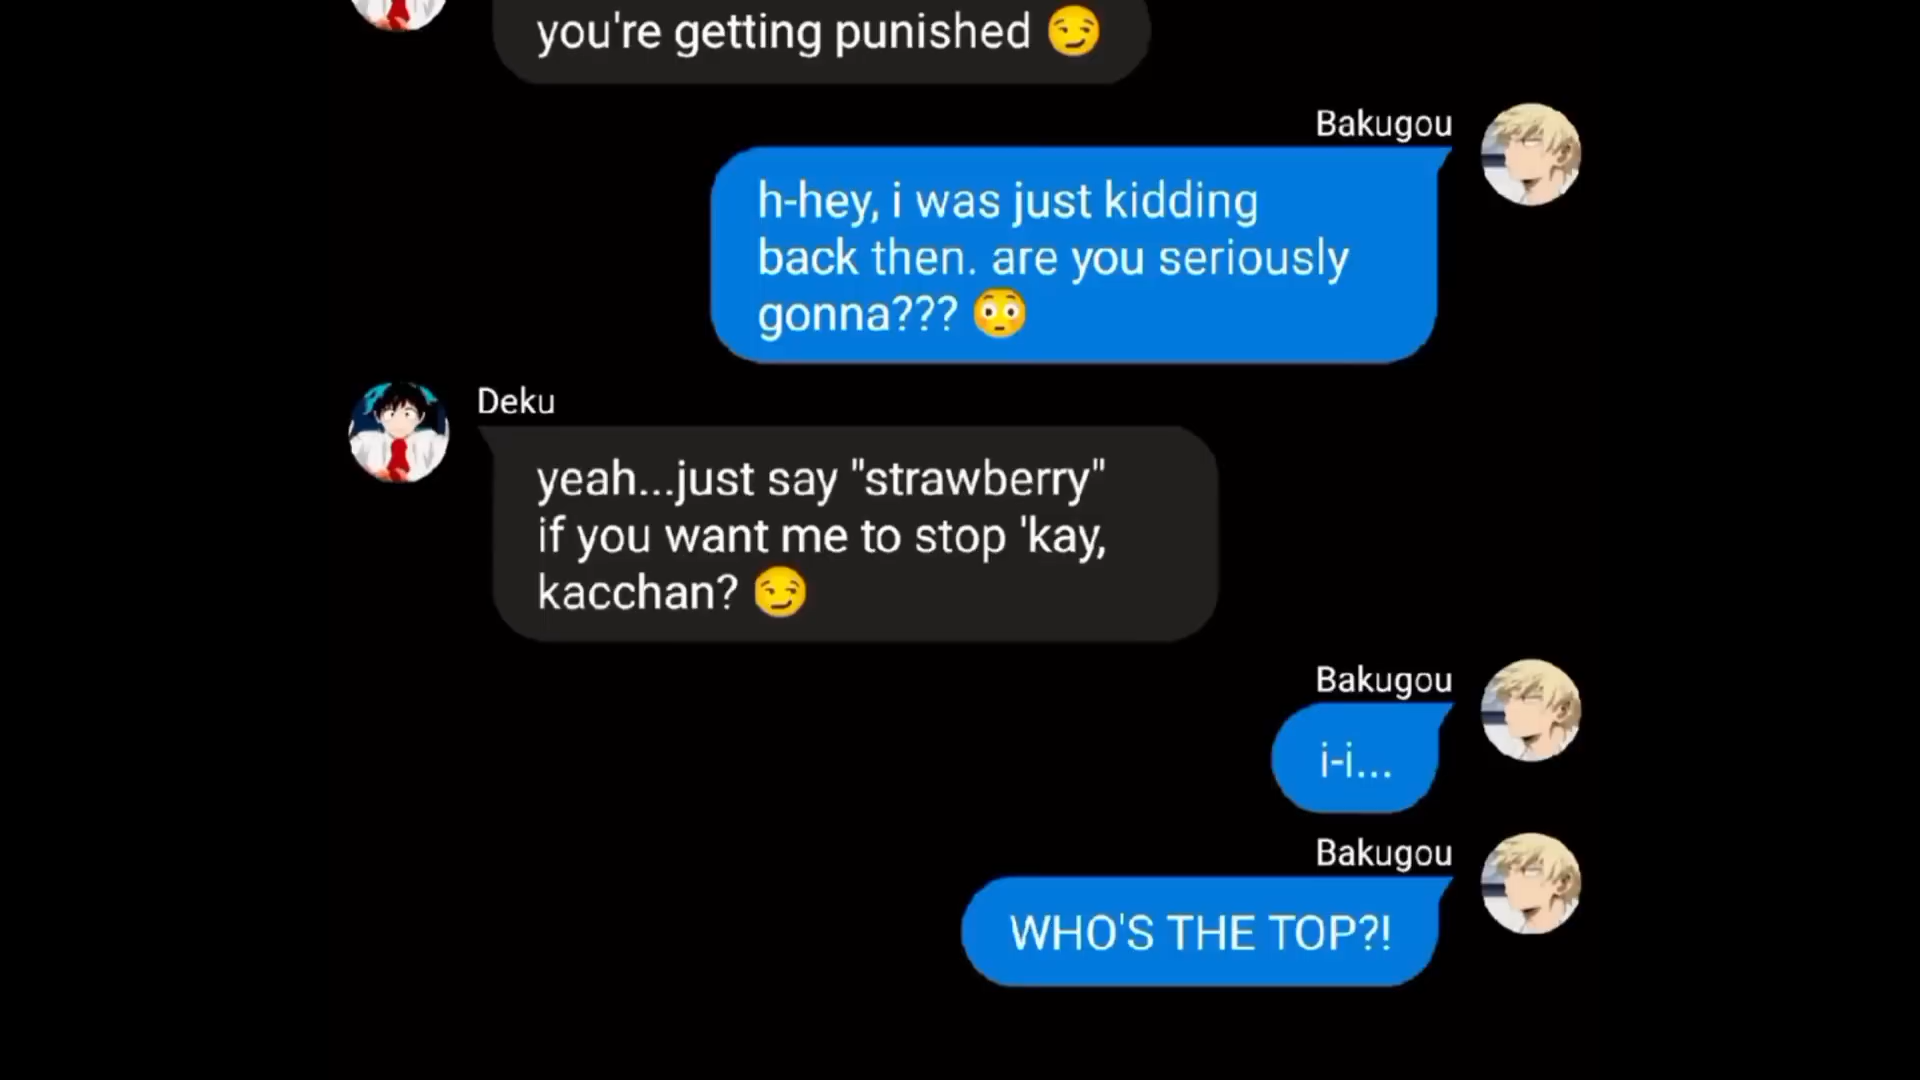 you're getting punished 😏
Bakugou
h-hey, i was just kidding
back then. are you seriously
gonna??? 😳
Deku
yeah...just say "strawberry"
if you want me to stop 'kay,
kacchan? 😏
Bakugou
i-i...
Bakugou
WHO'S THE TOP?!